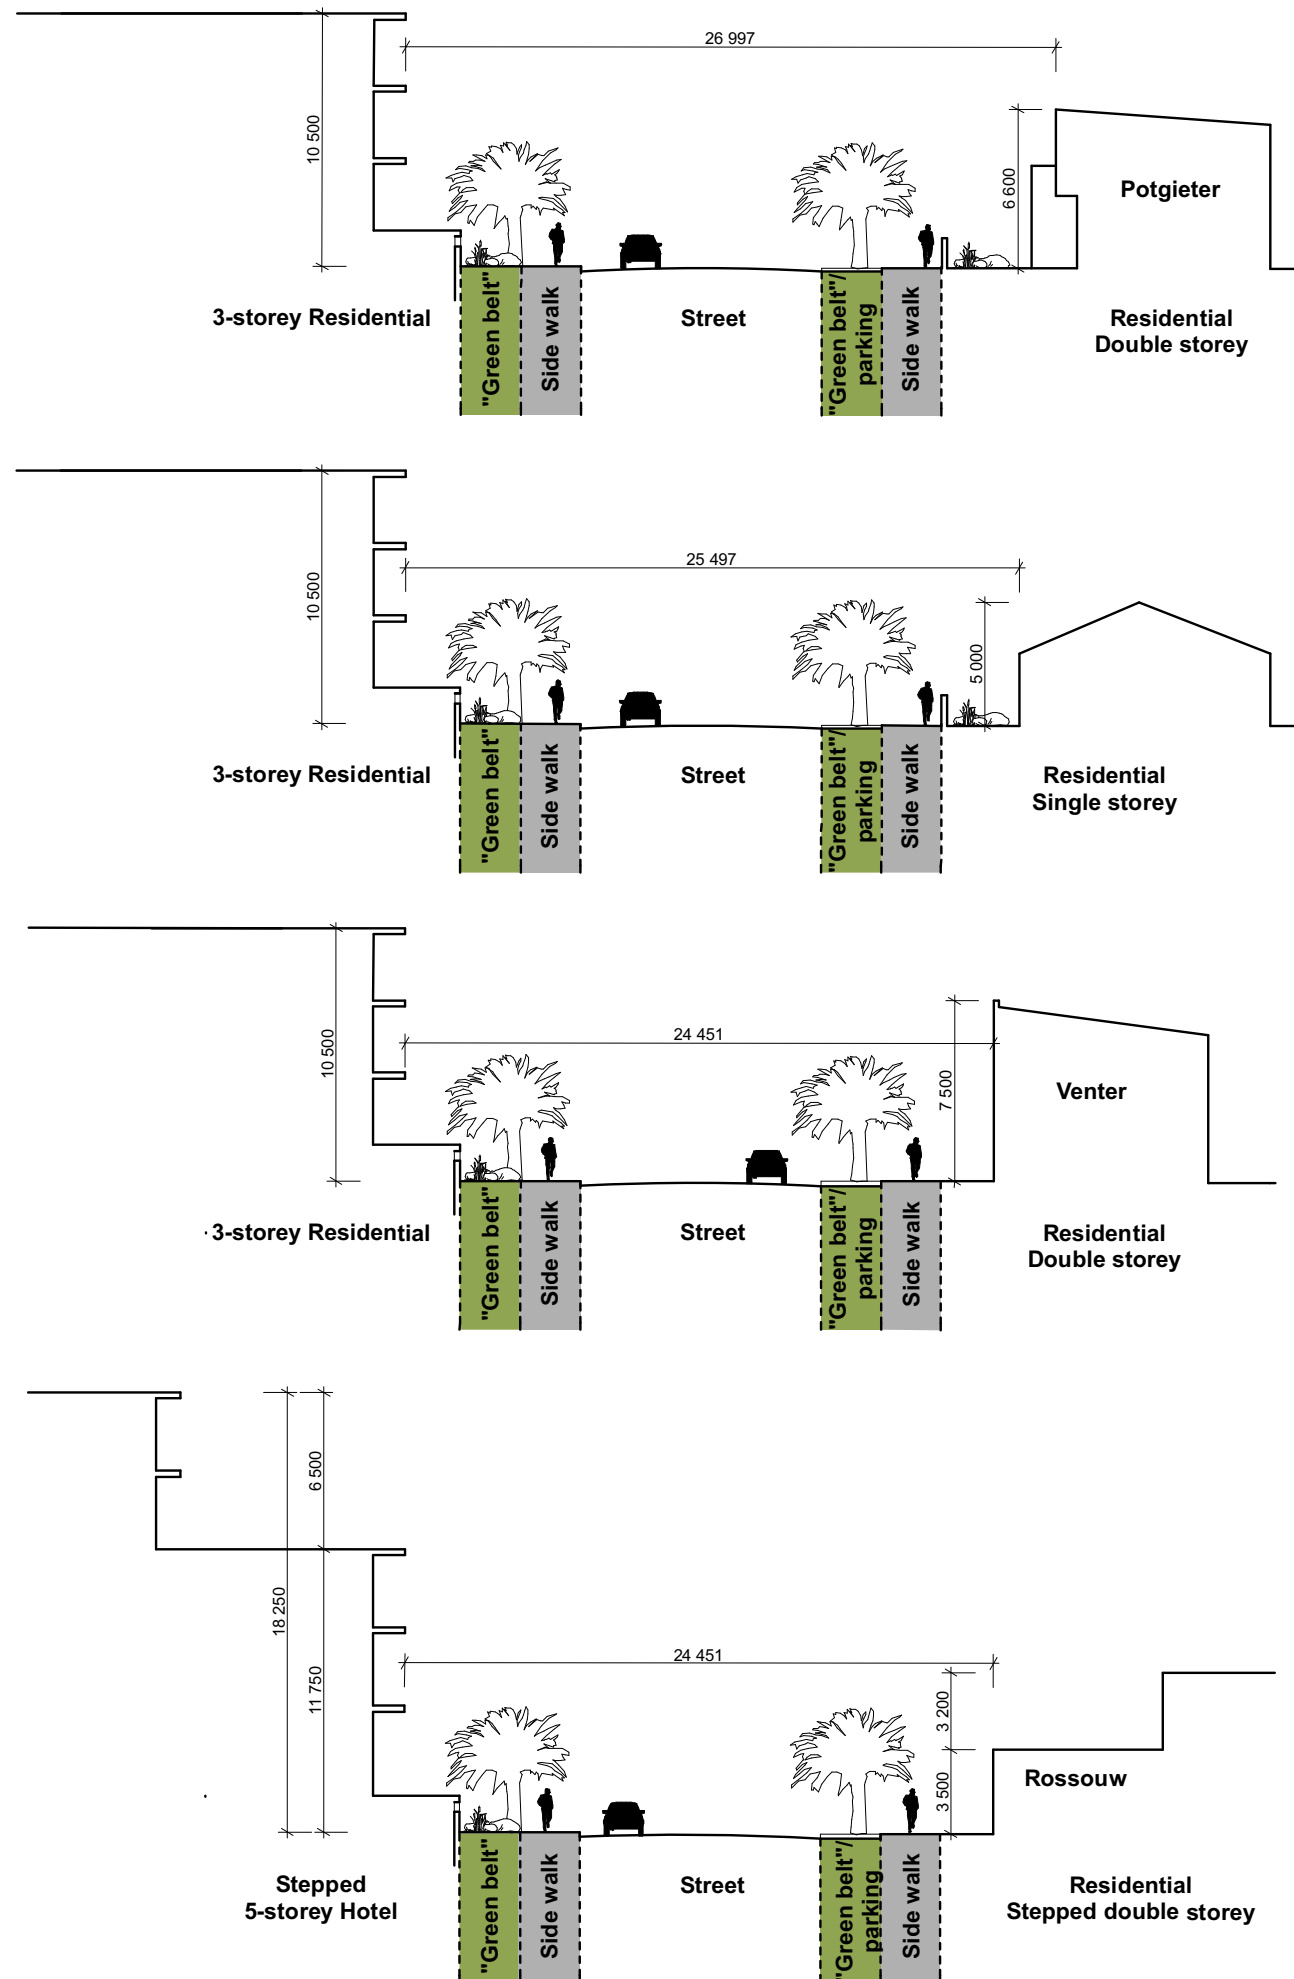 26 997
10 500
6 600
Potgieter
3-storey Residential
"Green belt"
Side walk
Street
"Green belt"/
parking
Side walk
Residential
Double storey
25 497
10 500
5 000
3-storey Residential
"Green belt"
Side walk
Street
"Green belt"/
parking
Side walk
Residential
Single storey
24 451
10 500
7 500
Venter
3-storey Residential
"Green belt"
Side walk
Street
"Green belt"/
parking
Side walk
Residential
Double storey
6 500
18 250
11 750
24 451
3 200
3 500
Rossouw
Stepped
5-storey Hotel
"Green belt"
Side walk
Street
"Green belt"/
parking
Side walk
Residential
Stepped double storey